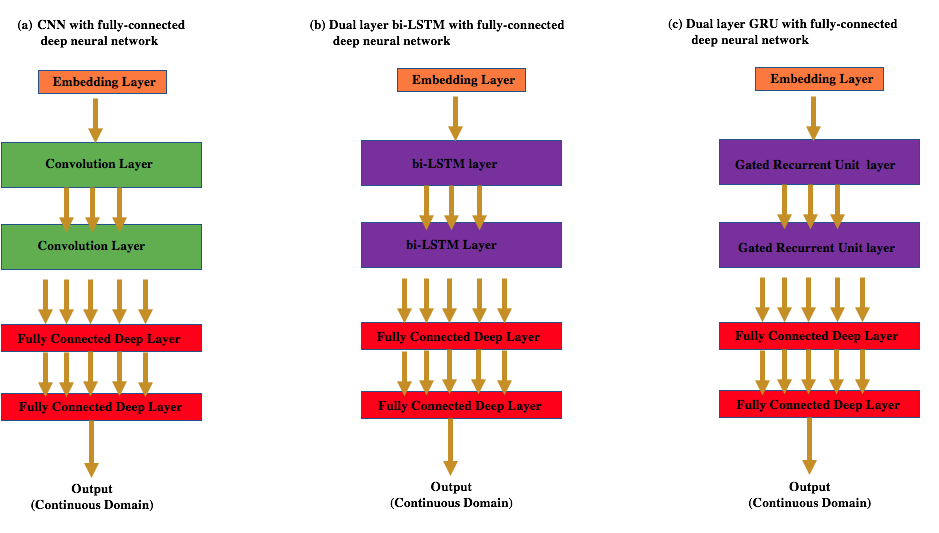 (a) CNN with fully-connected
deep neural network
Embedding Layer
Convolution Layer
Convolution Layer
Fully Connected Deep Layer
Fully Connected Deep Layer
Output
(Continuous Domain)
(b) Dual layer bi-LSTM with fully-connected
deep neural network
Embedding Layer
bi-LSTM layer
bi-LSTM Layer
Fully Connected Deep Layer
Fully Connected Deep Layer
Output
(Continuous Domain)
(c) Dual layer GRU with fully-connected
deep neural network
Embedding Layer
Gated Recurrent Unit layer
Gated Recurrent Unit layer
Fully Connected Deep Layer
Fully Connected Deep Layer
Output
(Continuous Domain)